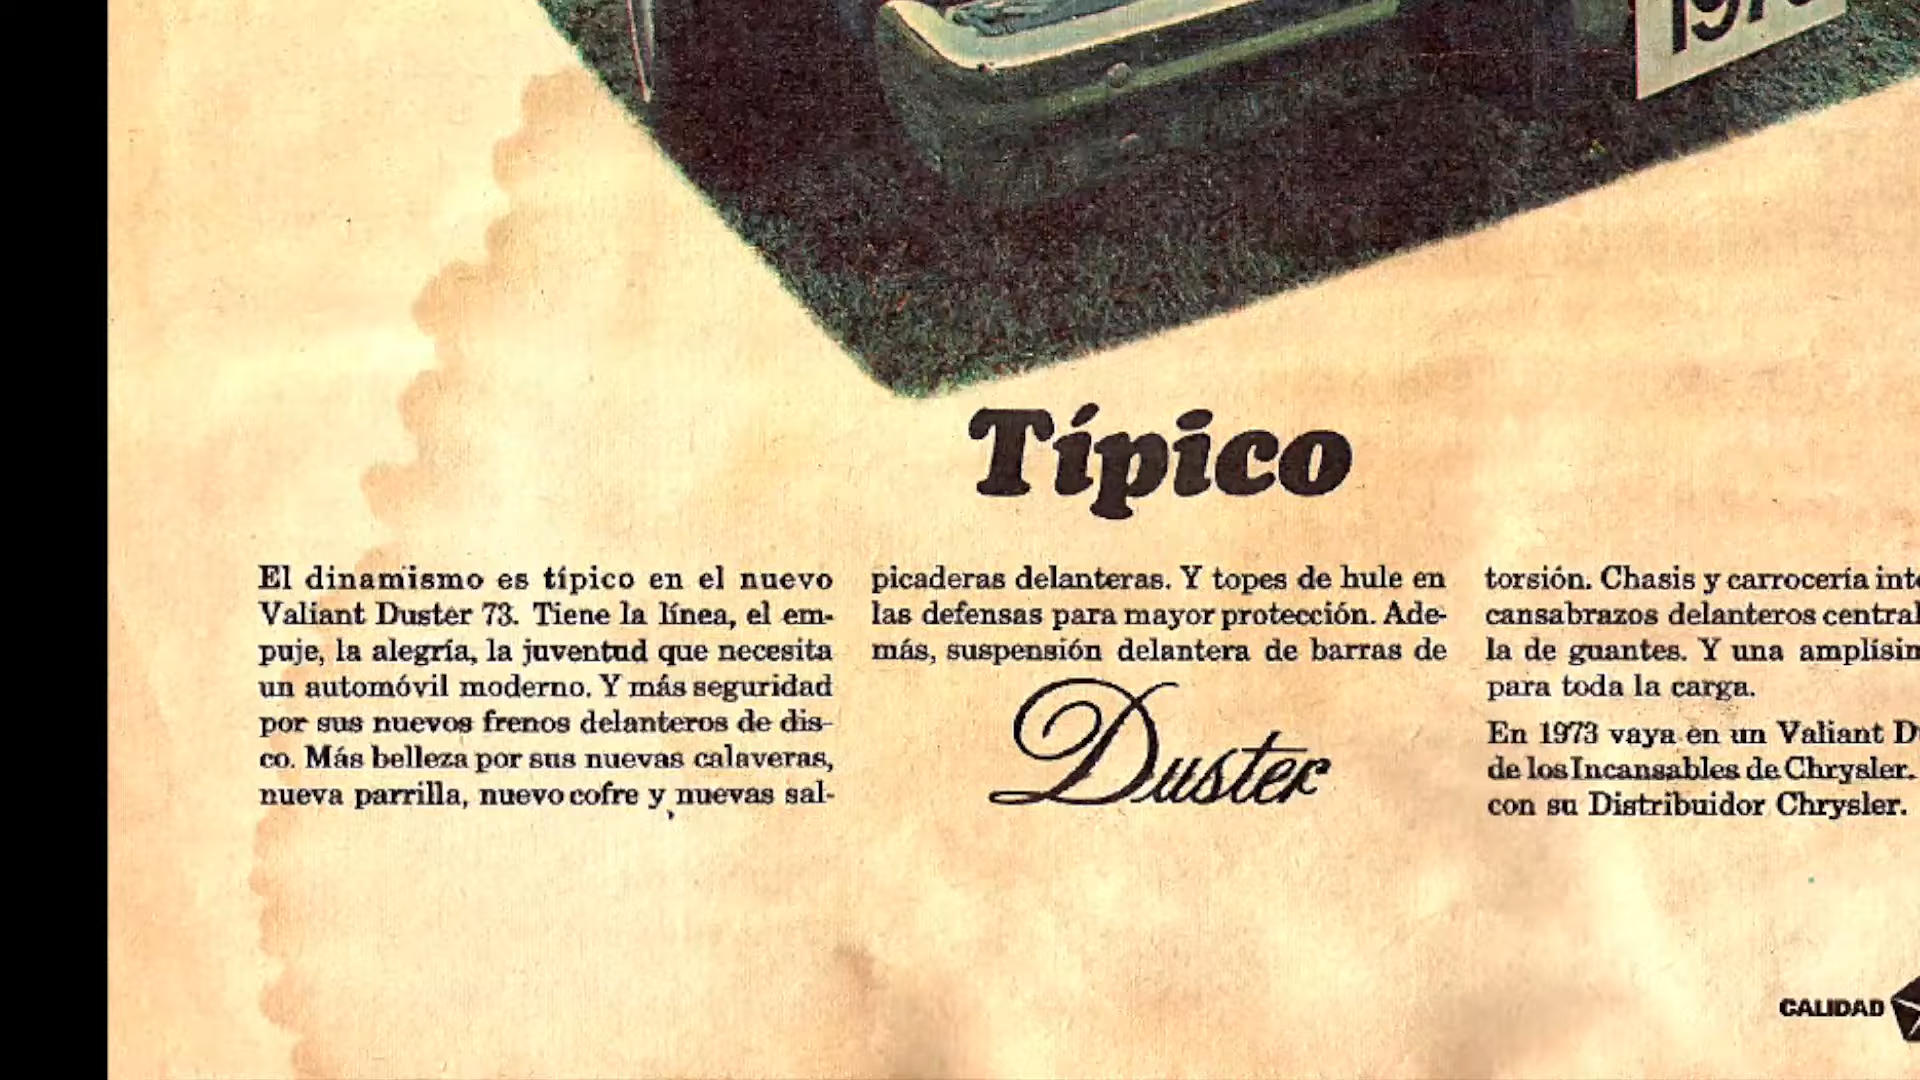 Típico
El dinamismo es típico en el nuevo
Valiant Duster 73. Tiene la línea, el em-
puje, la alegría, la juventud que necesita
un automóvil moderno. Y más seguridad
por sus nuevos frenos delanteros de dis-
co. Más belleza por sus nuevas calaveras,
nueva parrilla, nuevo cofre y nuevas sal-
picaderas delanteras. Y topes de hule en
las defensas para mayor protección. Ade-
más, suspensión delantera de barras de
Duster
torsión. Chasis y carrocería
cansabrazos delanteros
la de guantes. Y una
para toda la carga.
En 1973 vaya en un Valiant
de los Incansables de Chrysler.
con su Distribuidor Chrysler.
CALIDAD